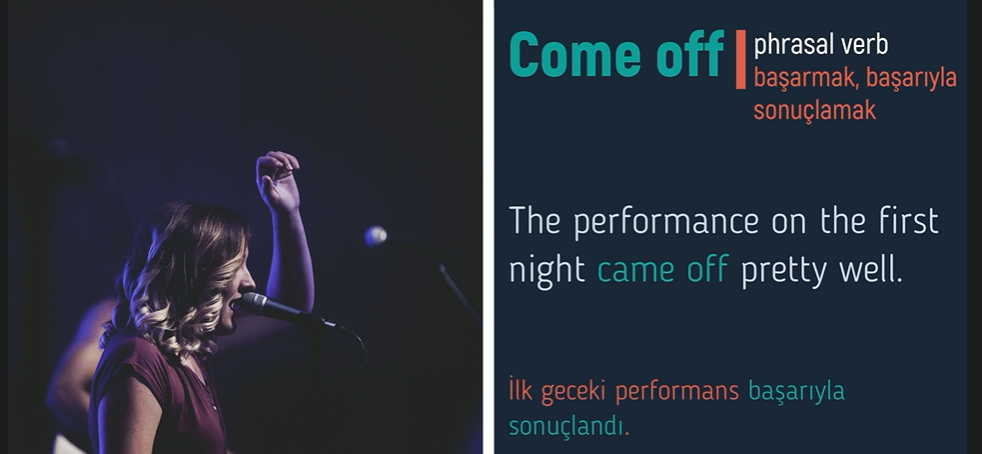 Come off
phrasal verb
başarmak, başarıyla
sonuçlamak
The performance on the first
night came off pretty well.
İlk geceki performans başarıyla
sonuçlandı.